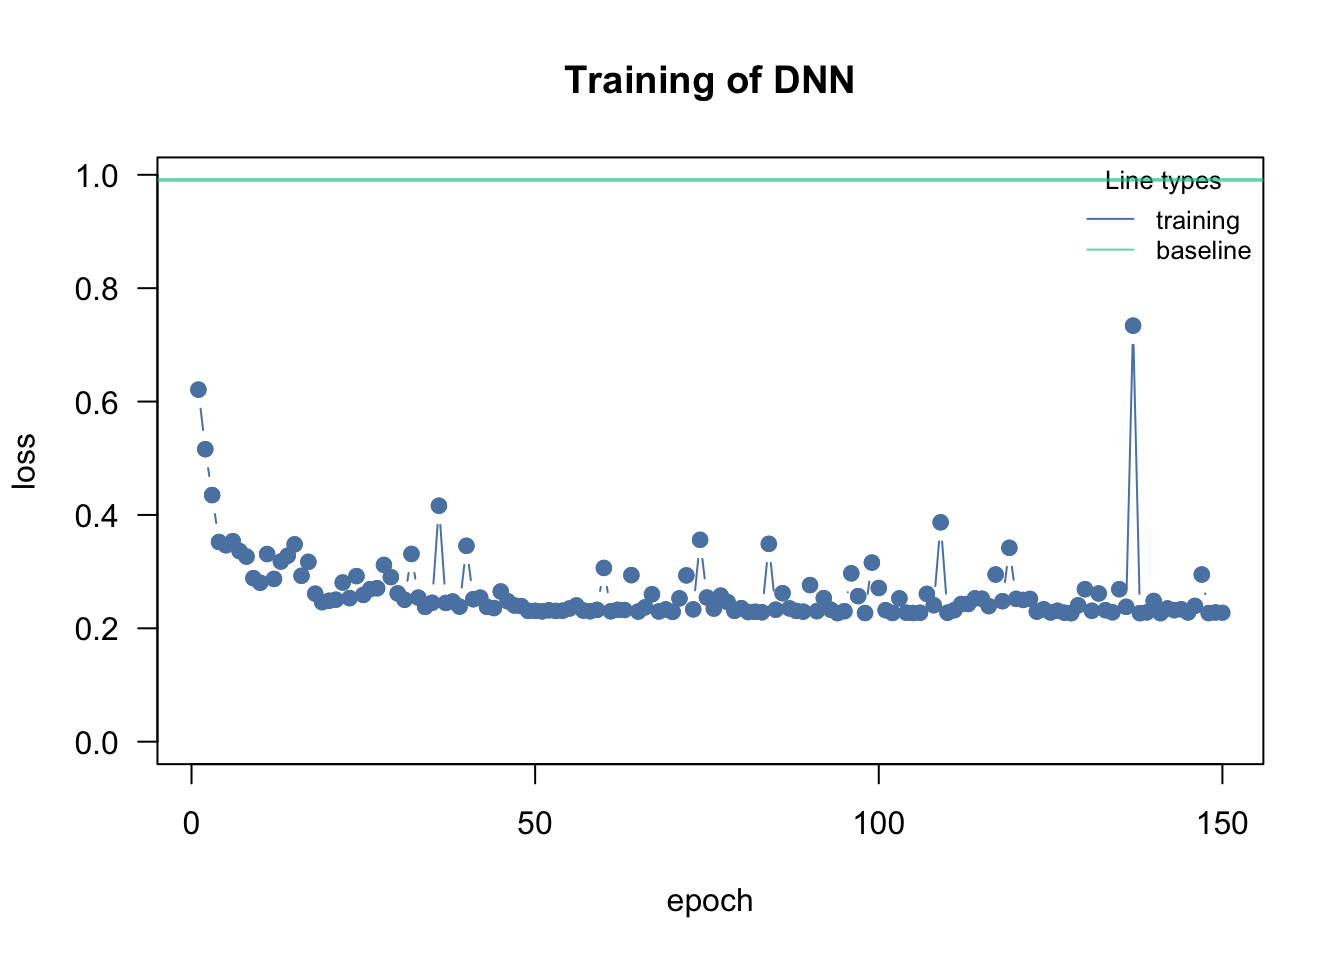 Training of DNN
1.0
0.8
0.6
0.4
0.2
0.0
loss
Line types
training
baseline
0 50 100 150
epoch